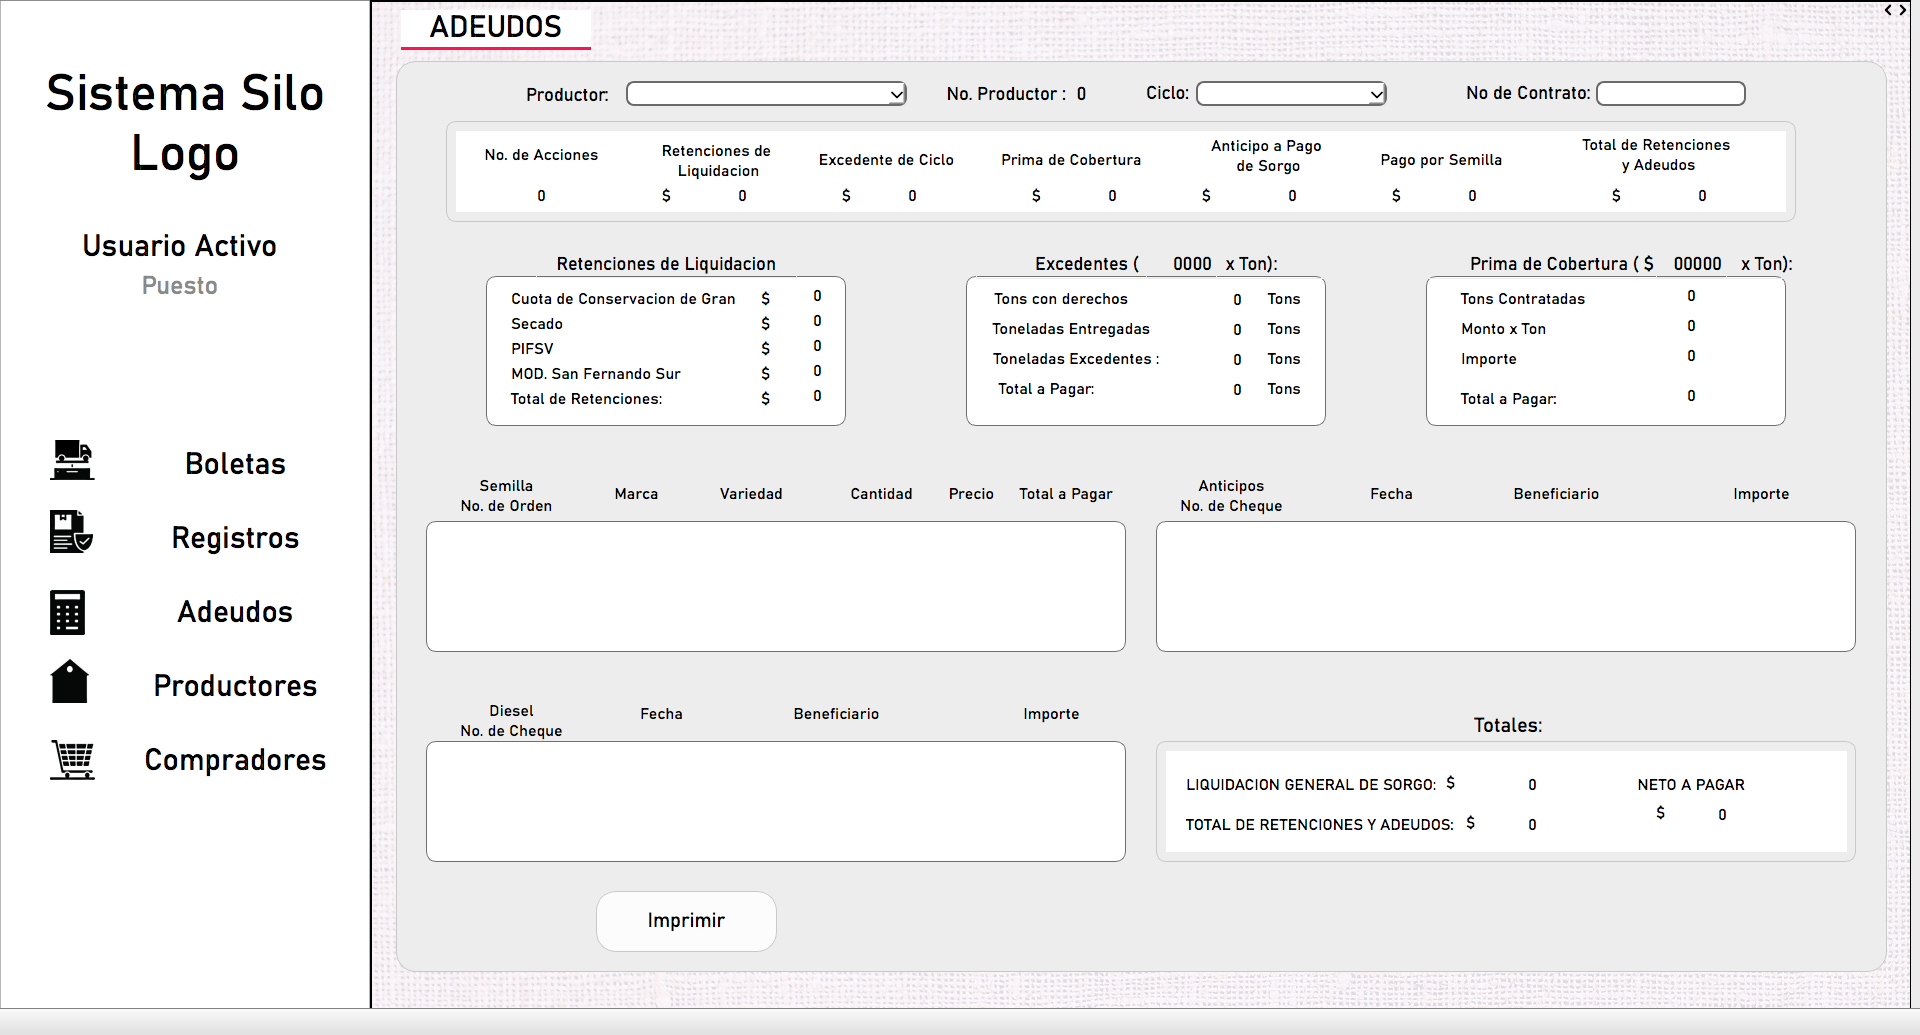 Sistema Silo
Logo
Usuario Activo
Puesto
Boletas
Registros
Adeudos
Productores
Compradores
ADEUDOS
Productor:
No. Productor : 0
Ciclo:
No de Contrato:
No. de Acciones
0
Retenciones de
Liquidacion
$ 0
Excedente de Ciclo
$ 0
Prima de Cobertura
$ 0
Anticipo a Pago
de Sorgo
$ 0
Pago por Semilla
$ 0
Total de Retenciones
y Adeudos
$ 0
Retenciones de Liquidacion
Cuota de Conservacion de Gran $ 0
Secado $ 0
PIFSV $ 0
MOD. San Fernando Sur $ 0
Total de Retenciones: $ 0
Excedentes ( 0000 x Ton):
Tons con derechos 0 Tons
Toneladas Entregadas 0 Tons
Toneladas Excedentes : 0 Tons
Total a Pagar: 0 Tons
Prima de Cobertura ( $ 00000 x Ton):
Tons Contratadas 0
Monto x Ton 0
Importe 0
Total a Pagar: 0
Semilla
No. de Orden Marca Variedad Cantidad Precio Total a Pagar
Anticipos
No. de Cheque Fecha Beneficiario Importe
Diesel
No. de Cheque Fecha Beneficiario Importe
Totales:
LIQUIDACION GENERAL DE SORGO: $ 0
TOTAL DE RETENCIONES Y ADEUDOS: $ 0
NETO A PAGAR
$ 0
Imprimir